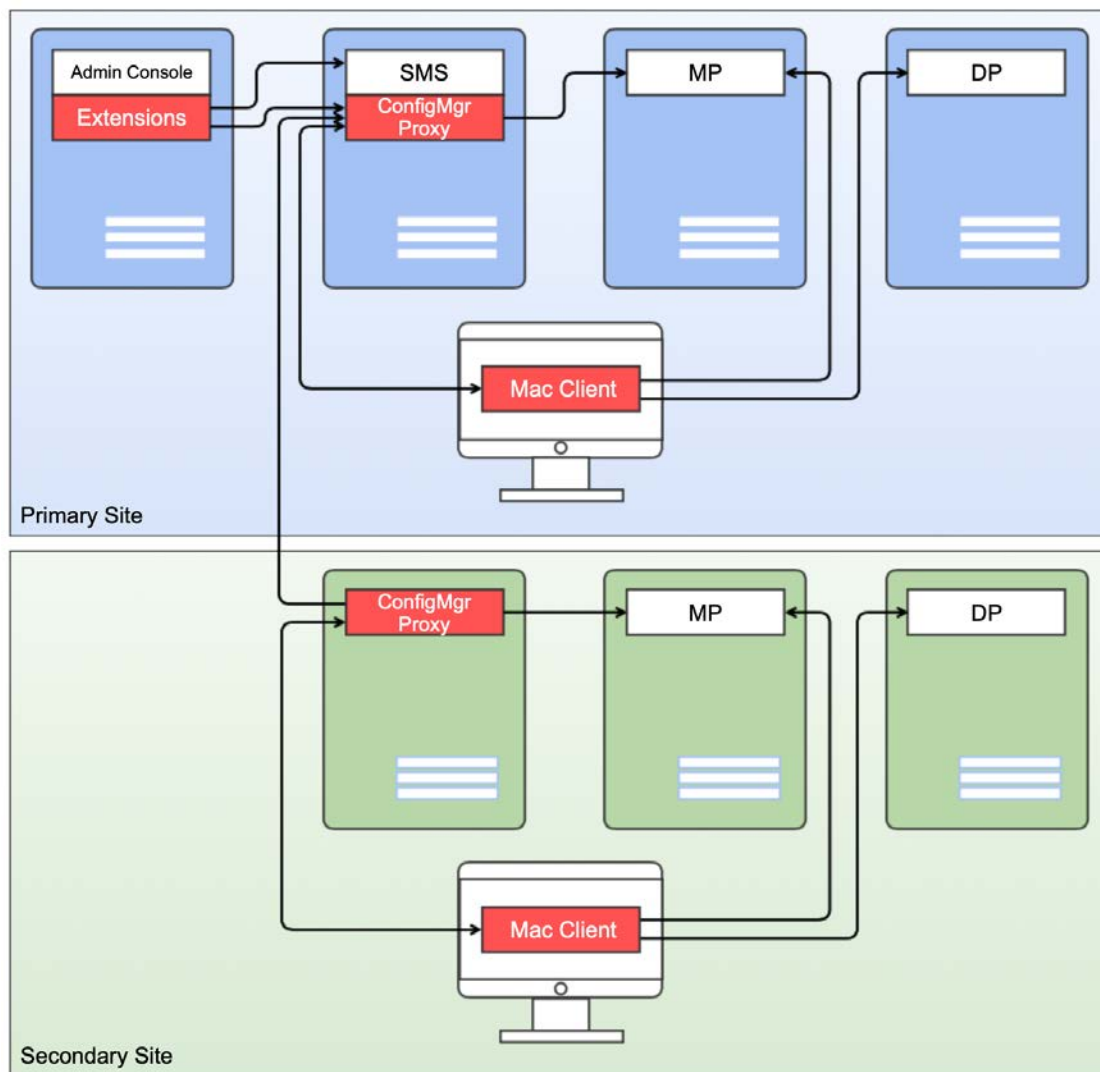 Admin Console
Extensions
SMS
ConfigMgr
Proxy
MP
DP
Mac Client
Primary Site
ConfigMgr
Proxy
MP
DP
Mac Client
Secondary Site